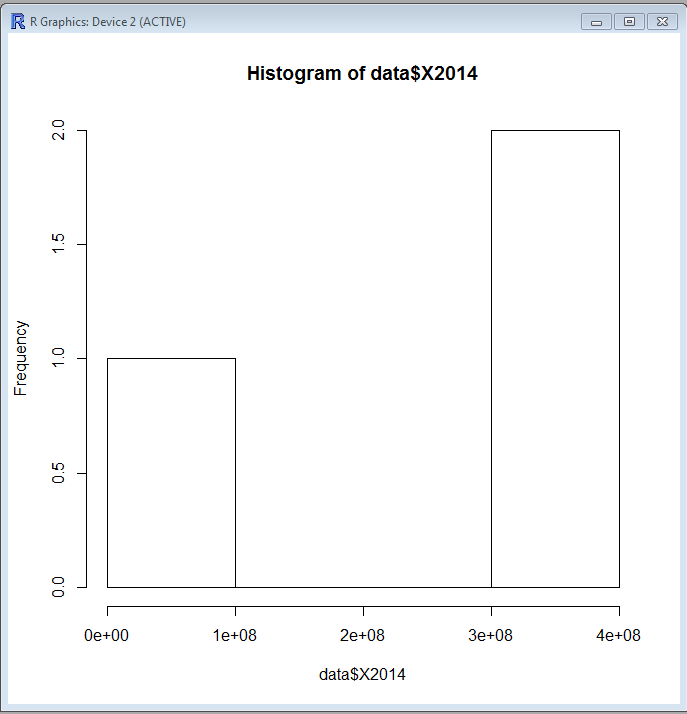 R Graphics: Device 2 (ACTIVE)
Histogram of data$X2014
2.0
1.5
1.0
0.5
0.0
Frequency
0e+00 1e+08 2e+08 3e+08 4e+08
data$X2014